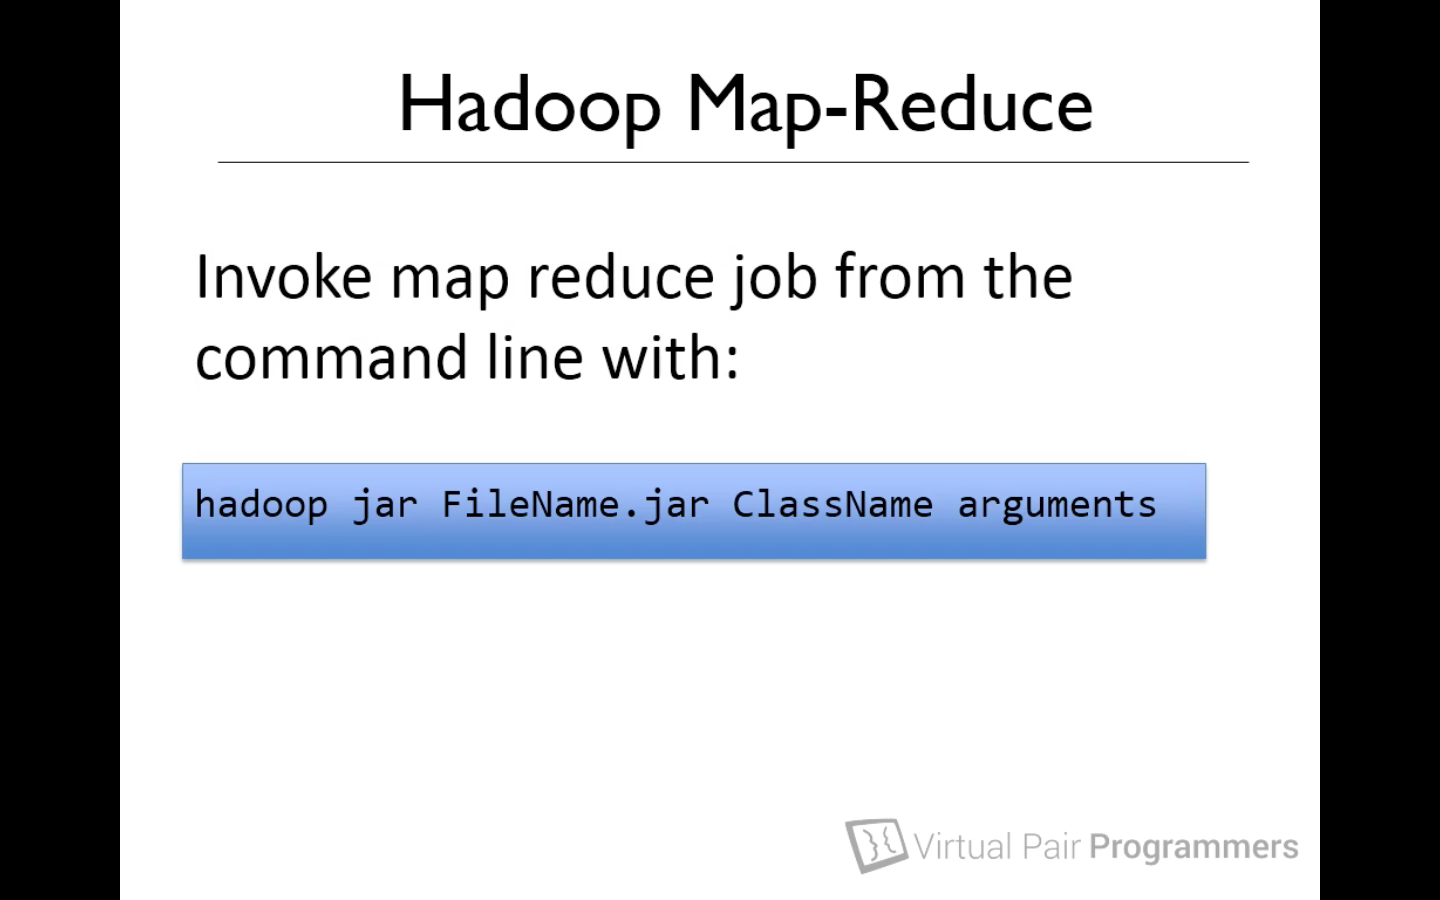 Hadoop Map-Reduce
Invoke map reduce job from the
command line with:
hadoop jar FileName.jar ClassName arguments
Virtual Pair Programmers